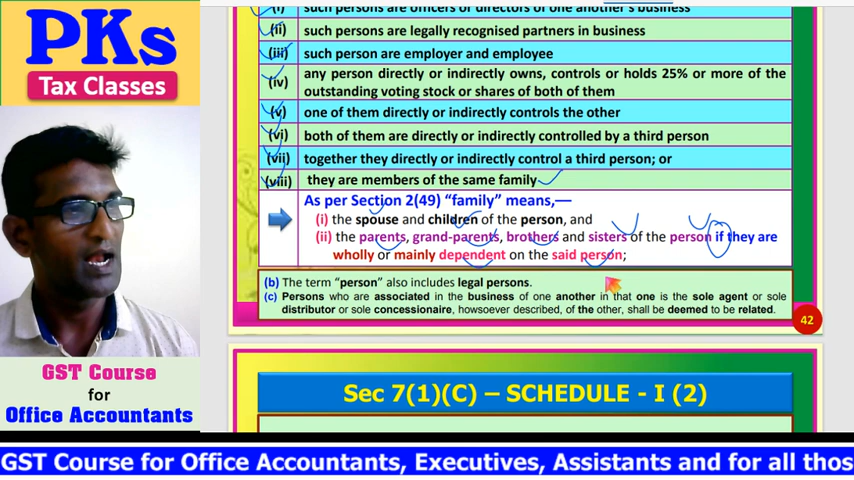 PKs
Tax Classes
GST Course
for
Office Accountants
(i) such persons are officers or directors of one another's business
(ii) such persons are legally recognised partners in business
(iii) such person are employer and employee
(iv) any person directly or indirectly owns, controls or holds 25% or more of the
outstanding voting stock or shares of both of them
(v) one of them directly or indirectly controls the other
(vi) both of them are directly or indirectly controlled by a third person
(vii) together they directly or indirectly control a third person; or
(viii) they are members of the same family
As per Section 2(49) “family” means,—
(i) the spouse and children of the person, and
(ii) the parents, grand-parents, brothers and sisters of the person if they are
wholly or mainly dependent on the said person;
(b) The term “person” also includes legal persons.
(c) Persons who are associated in the business of one another in that one is the sole agent or sole
distributor or sole concessionaire, howsoever described, of the other, shall be deemed to be related.
42
Sec 7(1)(C) – SCHEDULE - I (2)
GST Course for Office Accountants, Executives, Assistants and for all thos